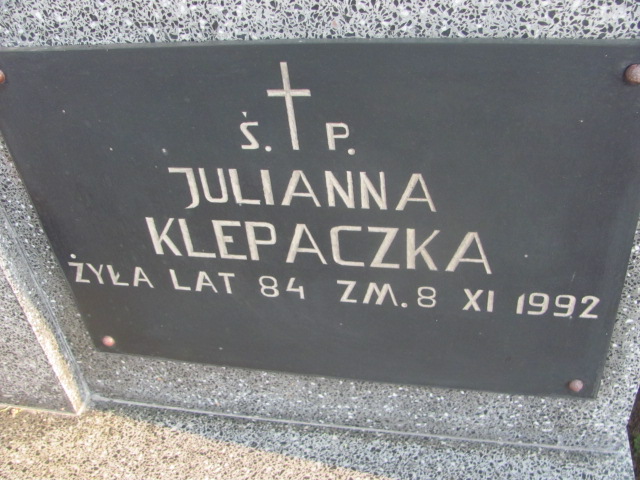 Ś. P.
JULIANNA
KLEPACZKA
ŻYŁA LAT 84 ZM. 8 XI 1992